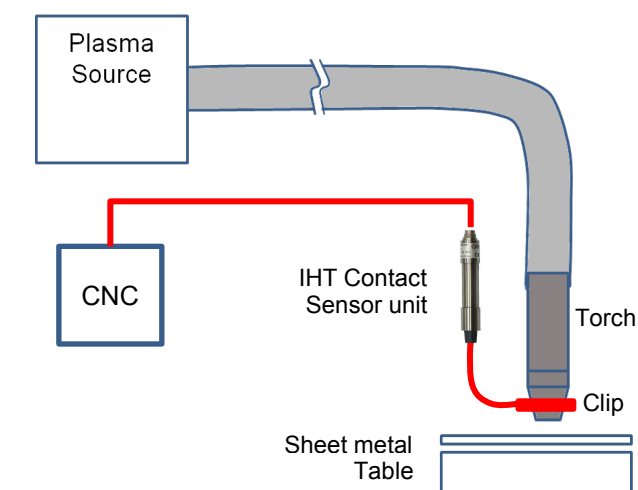 Plasma
Source
CNC
IHT Contact
Sensor unit
Torch
Clip
Sheet metal
Table